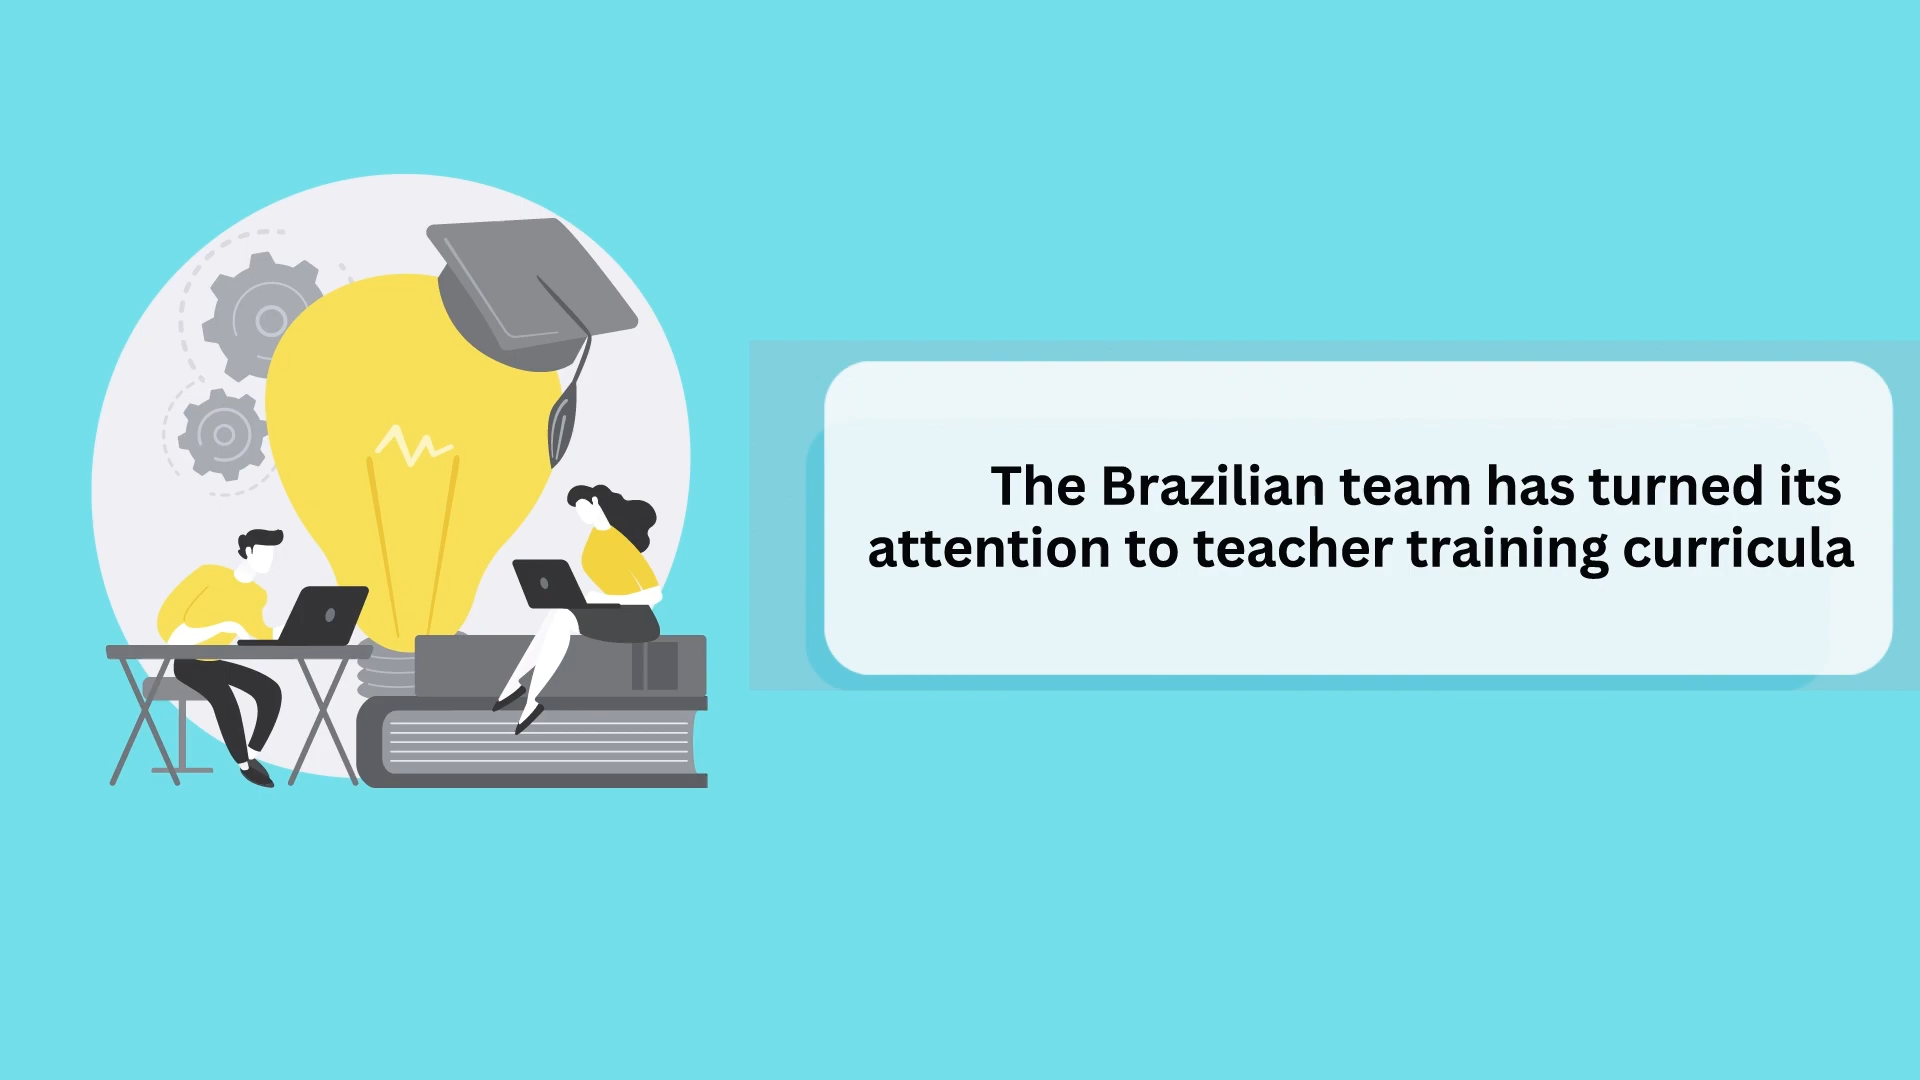 The Brazilian team has turned its
attention to teacher training curricula